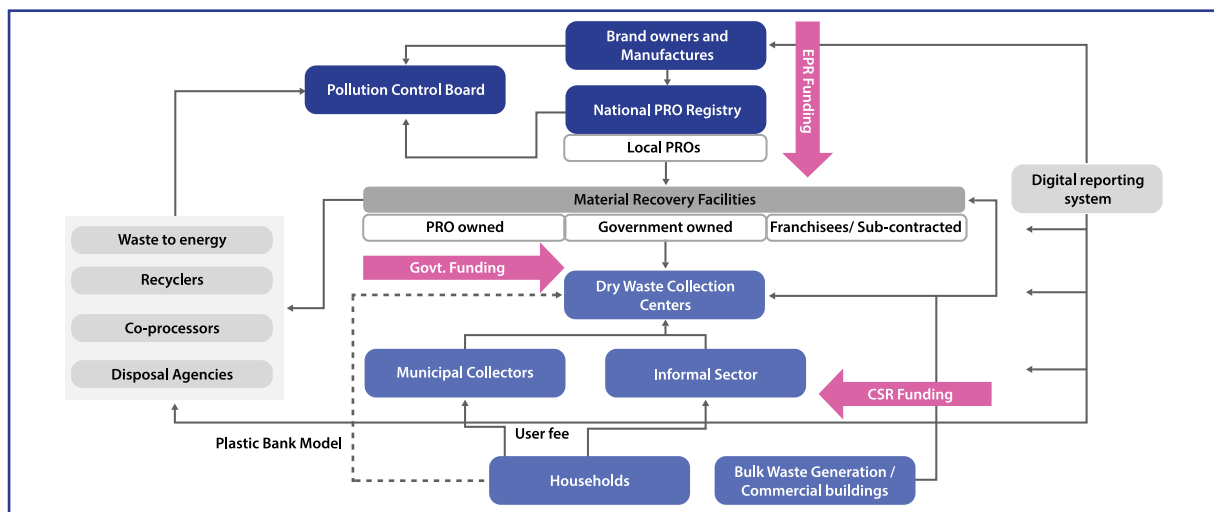 Brand owners and
Manufactures
EPR Funding
Pollution Control Board
National PRO Registry
Local PROs
Digital reporting
system
Material Recovery Facilities
PRO owned
Government owned
Franchisees/ Sub-contracted
Waste to energy
Recyclers
Co-processors
Disposal Agencies
Govt. Funding
Dry Waste Collection
Centers
Municipal Collectors
Informal Sector
CSR Funding
Plastic Bank Model
User fee
Households
Bulk Waste Generation /
Commercial buildings